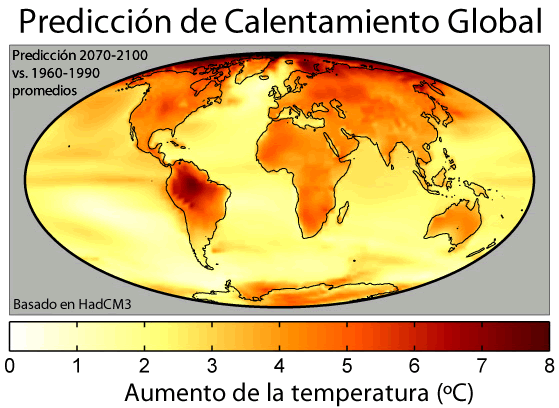 Predicción de Calentamiento Global
Predicción 2070-2100
vs. 1960-1990
promedios
Basado en HadCM3
0 1 2 3 4 5 6 7 8
Aumento de la temperatura (ºC)